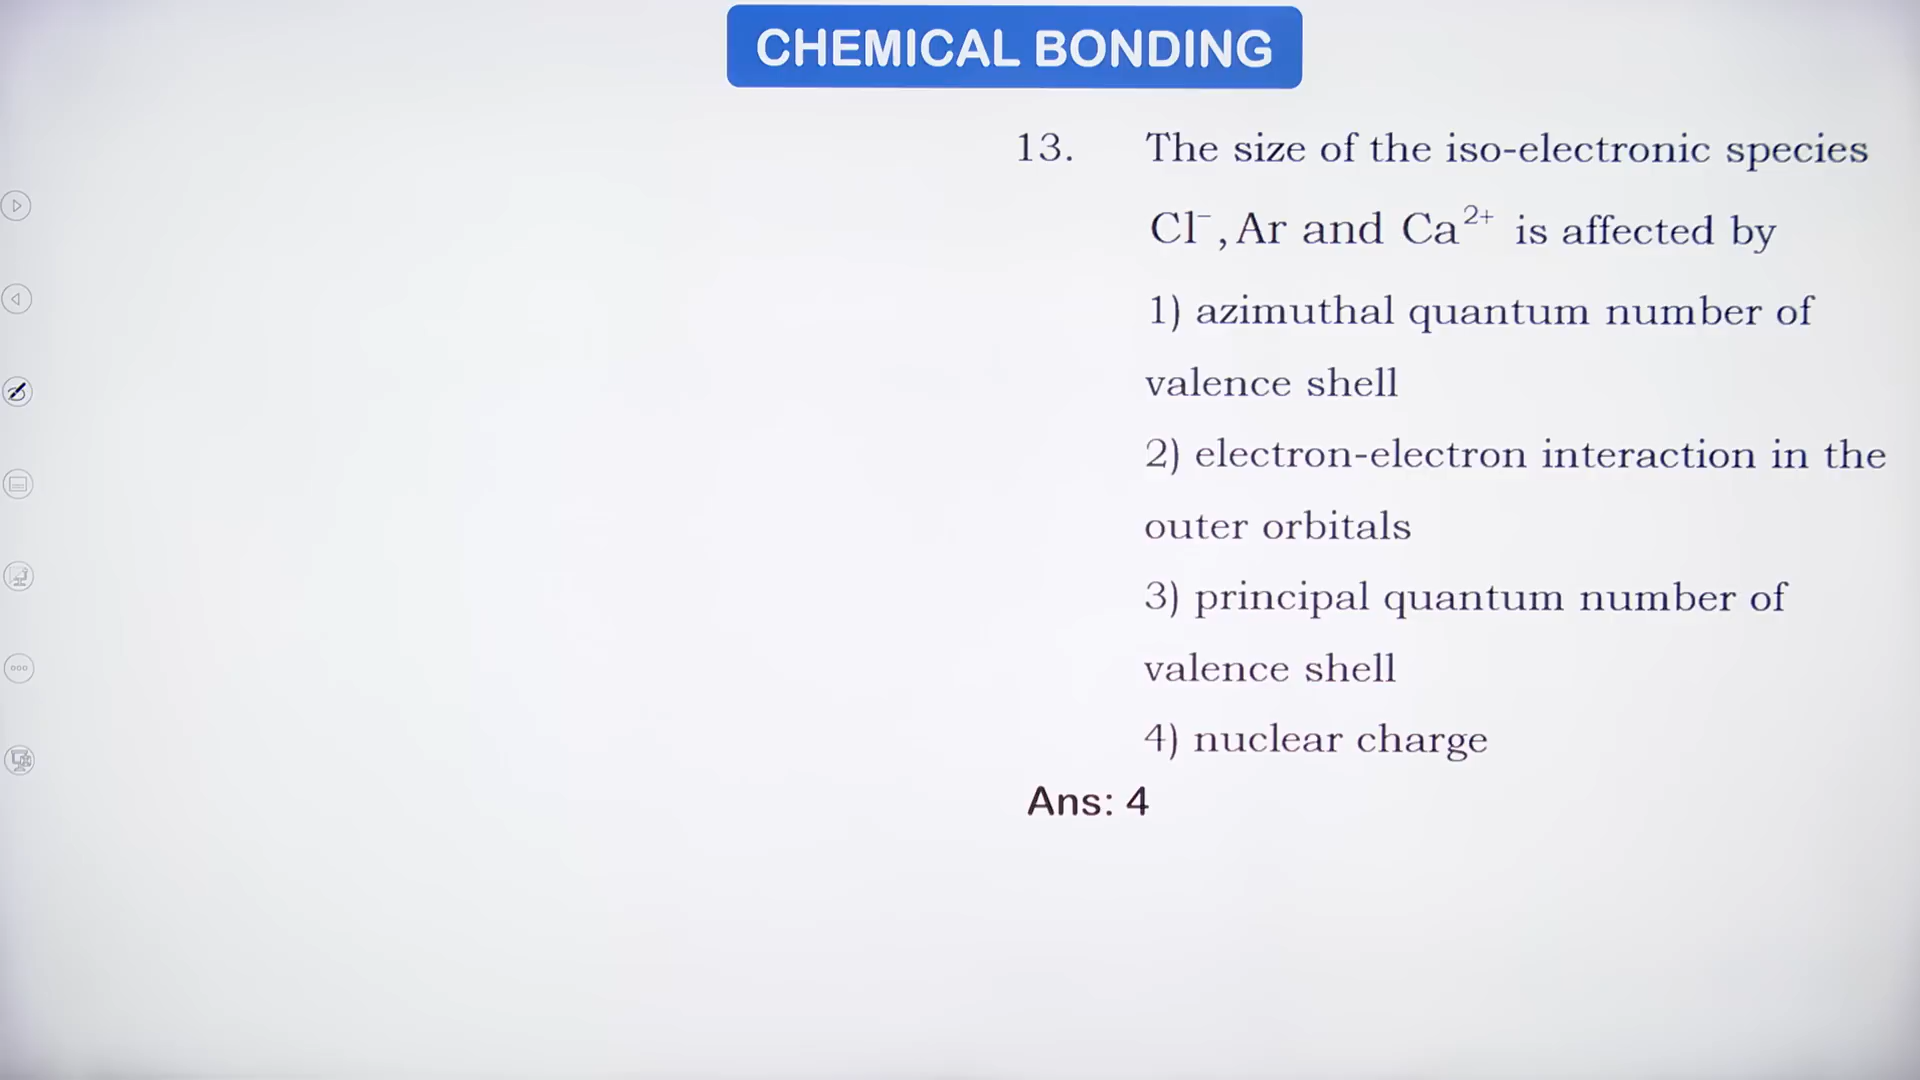 CHEMICAL BONDING
13. The size of the iso-electronic species
Cl⁻, Ar and Ca²⁺ is affected by
1) azimuthal quantum number of
valence shell
2) electron-electron interaction in the
outer orbitals
3) principal quantum number of
valence shell
4) nuclear charge
Ans: 4